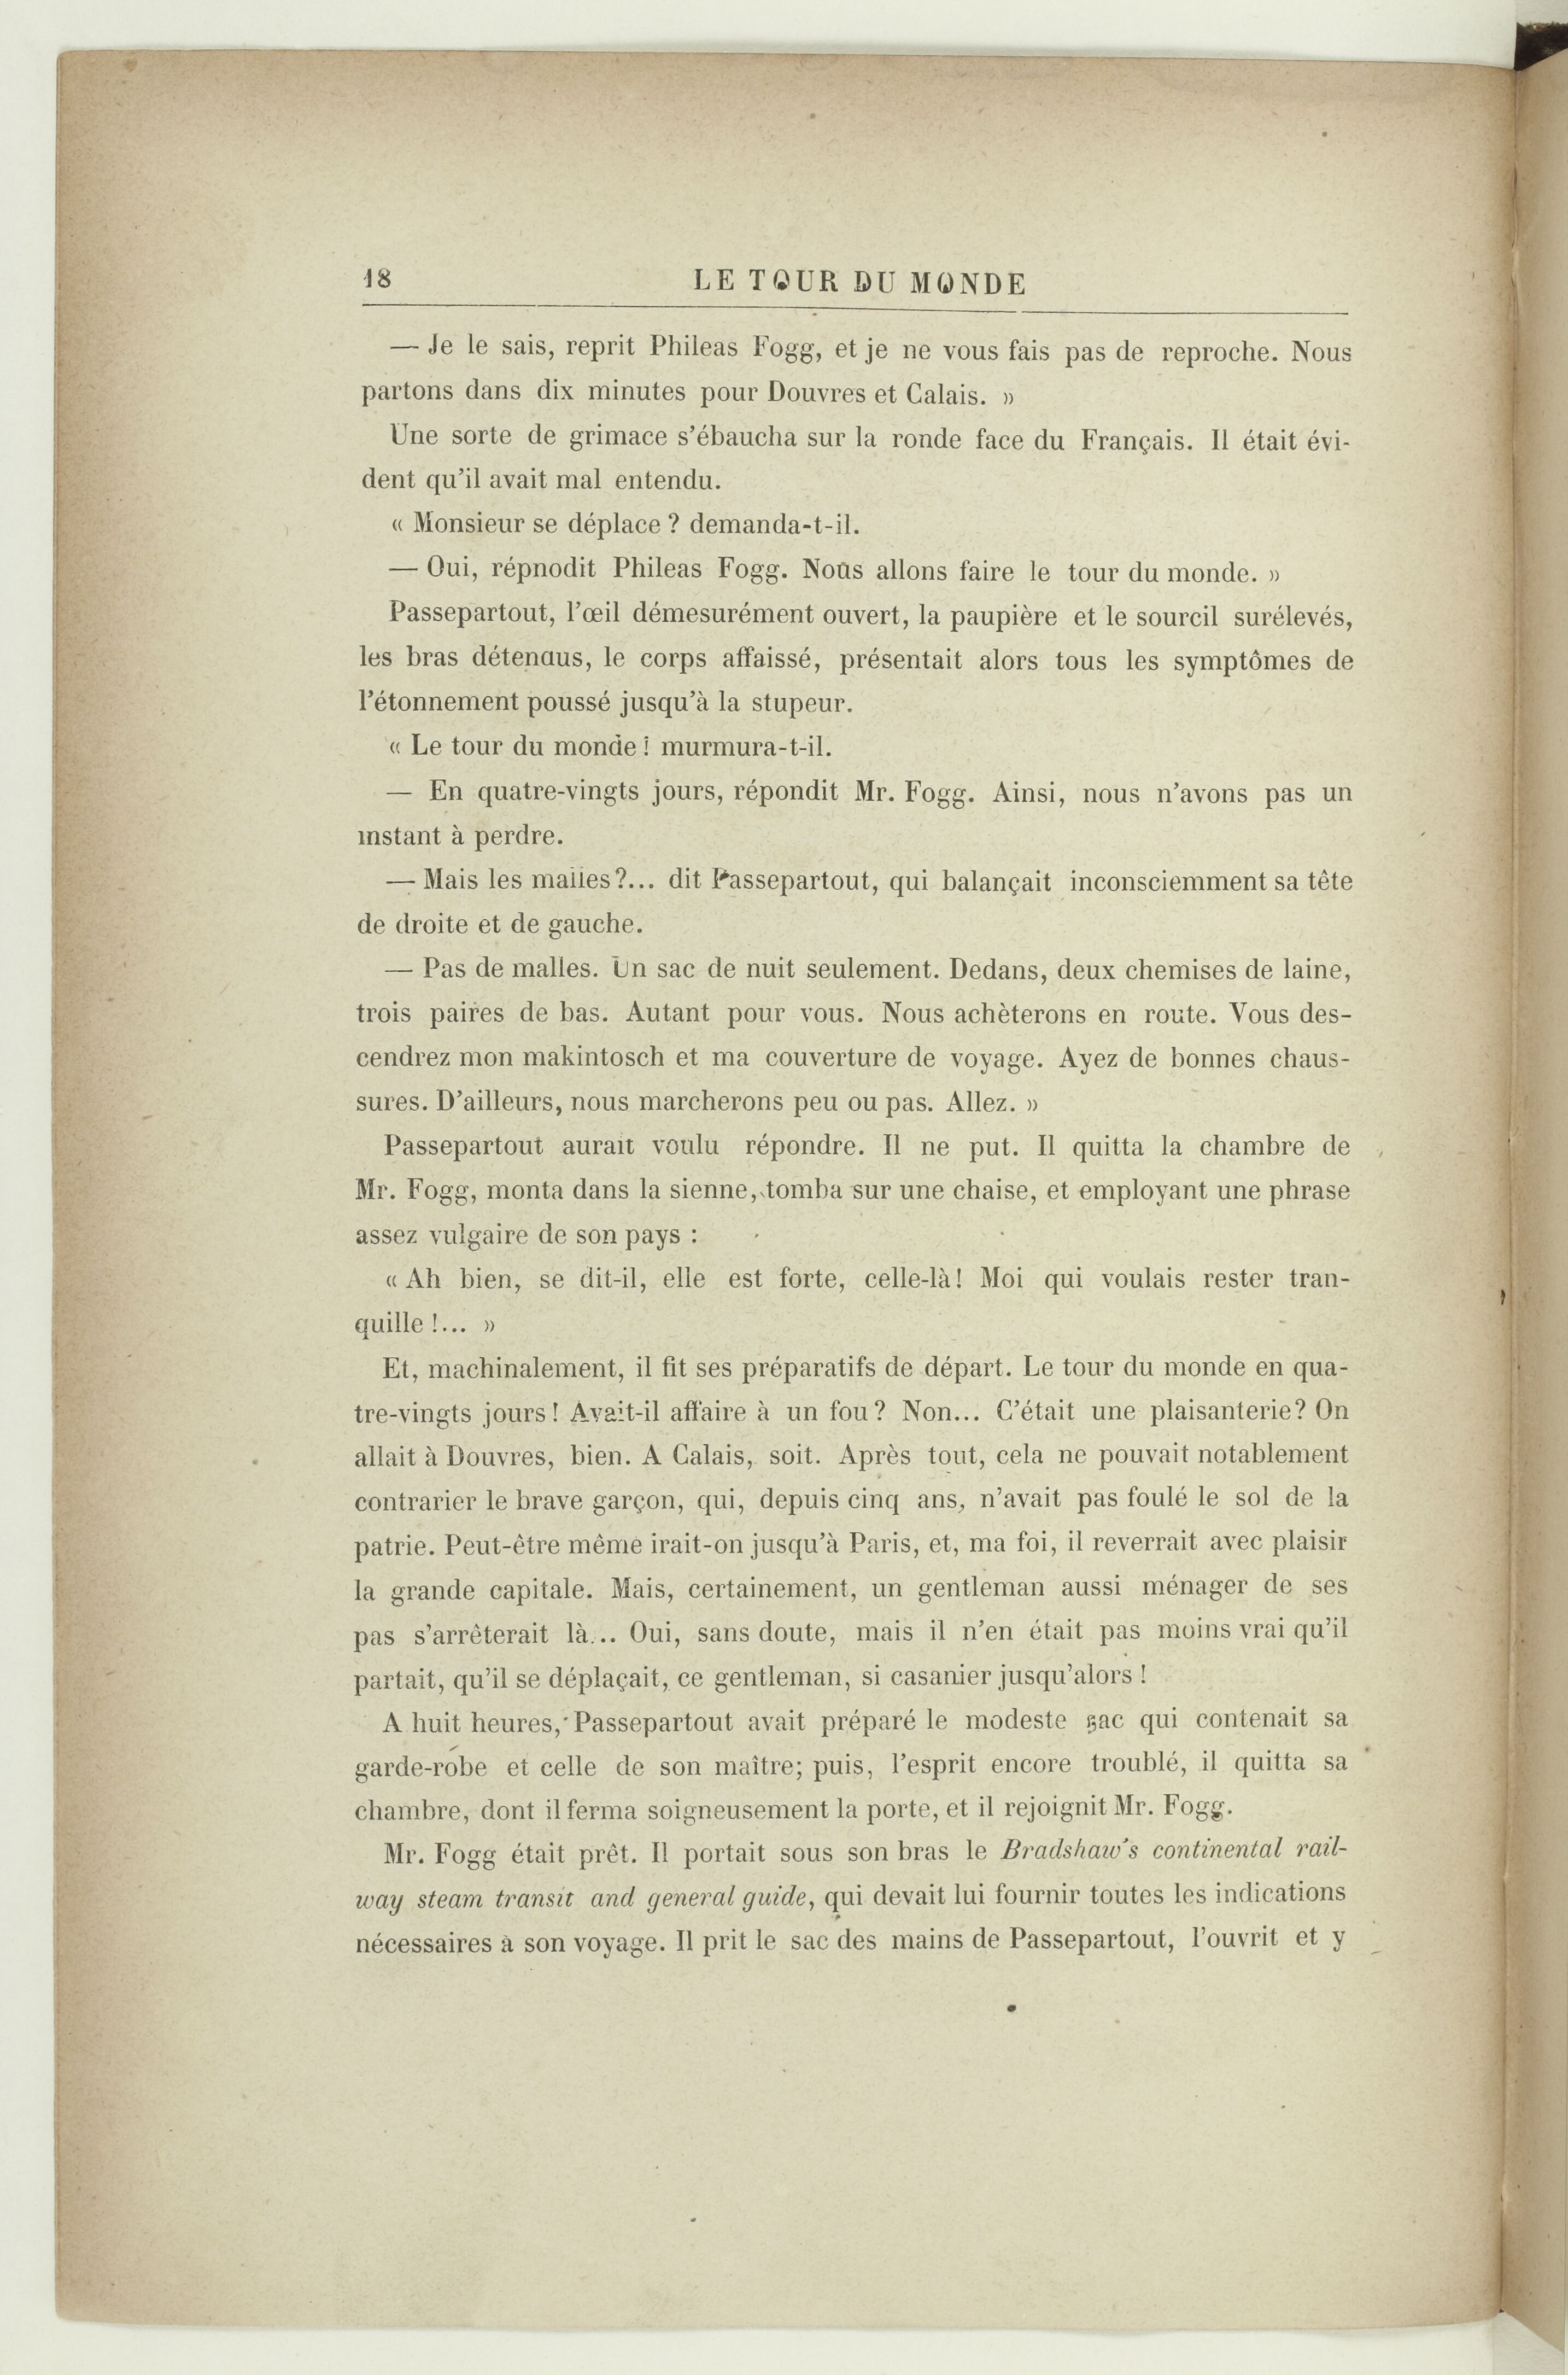 18 LE TOUR DU MONDE
— Je le sais, reprit Phileas Fogg, et je ne vous fais pas de reproche. Nous
partons dans dix minutes pour Douvres et Calais. »
Une sorte de grimace s'ébaucha sur la ronde face du Français. Il était évi-
dent qu'il avait mal entendu.
« Monsieur se déplace ? demanda-t-il.
— Oui, répnodit Phileas Fogg. Nous allons faire le tour du monde. »
Passepartout, l'œil démesurément ouvert, la paupière et le sourcil surélevés,
les bras détendus, le corps affaissé, présentait alors tous les symptômes de
l'étonnement poussé jusqu'à la stupeur.
« Le tour du monde ! murmura-t-il.
— En quatre-vingts jours, répondit Mr. Fogg. Ainsi, nous n'avons pas un
instant à perdre.
— Mais les malles ?... dit Passepartout, qui balançait inconsciemment sa tête
de droite et de gauche.
— Pas de malles. Un sac de nuit seulement. Dedans, deux chemises de laine,
trois paires de bas. Autant pour vous. Nous achèterons en route. Vous des-
cendrez mon makintosch et ma couverture de voyage. Ayez de bonnes chaus-
sures. D'ailleurs, nous marcherons peu ou pas. Allez. »
Passepartout aurait voulu répondre. Il ne put. Il quitta la chambre de
Mr. Fogg, monta dans la sienne, tomba sur une chaise, et employant une phrase
assez vulgaire de son pays :
« Ah bien, se dit-il, elle est forte, celle-là! Moi qui voulais rester tran-
quille !... »
Et, machinalement, il fit ses préparatifs de départ. Le tour du monde en qua-
tre-vingts jours ! Avait-il affaire à un fou ? Non... C'était une plaisanterie? On
allait à Douvres, bien. A Calais, soit. Après tout, cela ne pouvait notablement
contrarier le brave garçon, qui, depuis cinq ans, n'avait pas foulé le sol de la
patrie. Peut-être même irait-on jusqu'à Paris, et, ma foi, il reverrait avec plaisir
la grande capitale. Mais, certainement, un gentleman aussi ménager de ses
pas s'arrêterait là... Oui, sans doute, mais il n'en était pas moins vrai qu'il
partait, qu'il se déplaçait, ce gentleman, si casanier jusqu'alors !
A huit heures, Passepartout avait préparé le modeste sac qui contenait sa
garde-robe et celle de son maître; puis, l'esprit encore troublé, il quitta sa
chambre, dont il ferma soigneusement la porte, et il rejoignit Mr. Fogg.
Mr. Fogg était prêt. Il portait sous son bras le Bradshaw's continental rail-
way steam transit and general guide, qui devait lui fournir toutes les indications
nécessaires à son voyage. Il prit le sac des mains de Passepartout, l'ouvrit et y